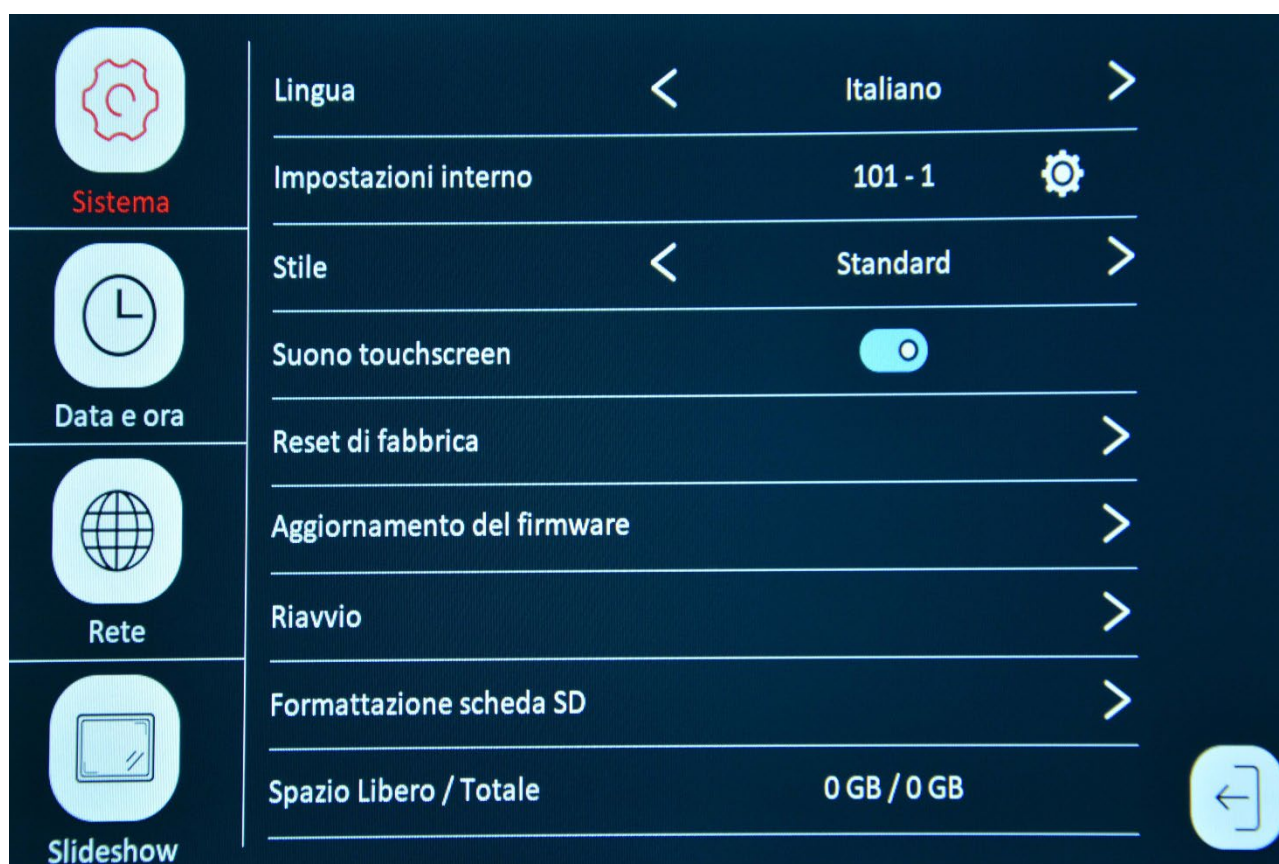 Sistema
Data e ora
Rete
Slideshow
Lingua Italiano
Impostazioni interno 101 - 1
Stile Standard
Suono touchscreen
Reset di fabbrica
Aggiornamento del firmware
Riavvio
Formattazione scheda SD
Spazio Libero / Totale 0 GB / 0 GB